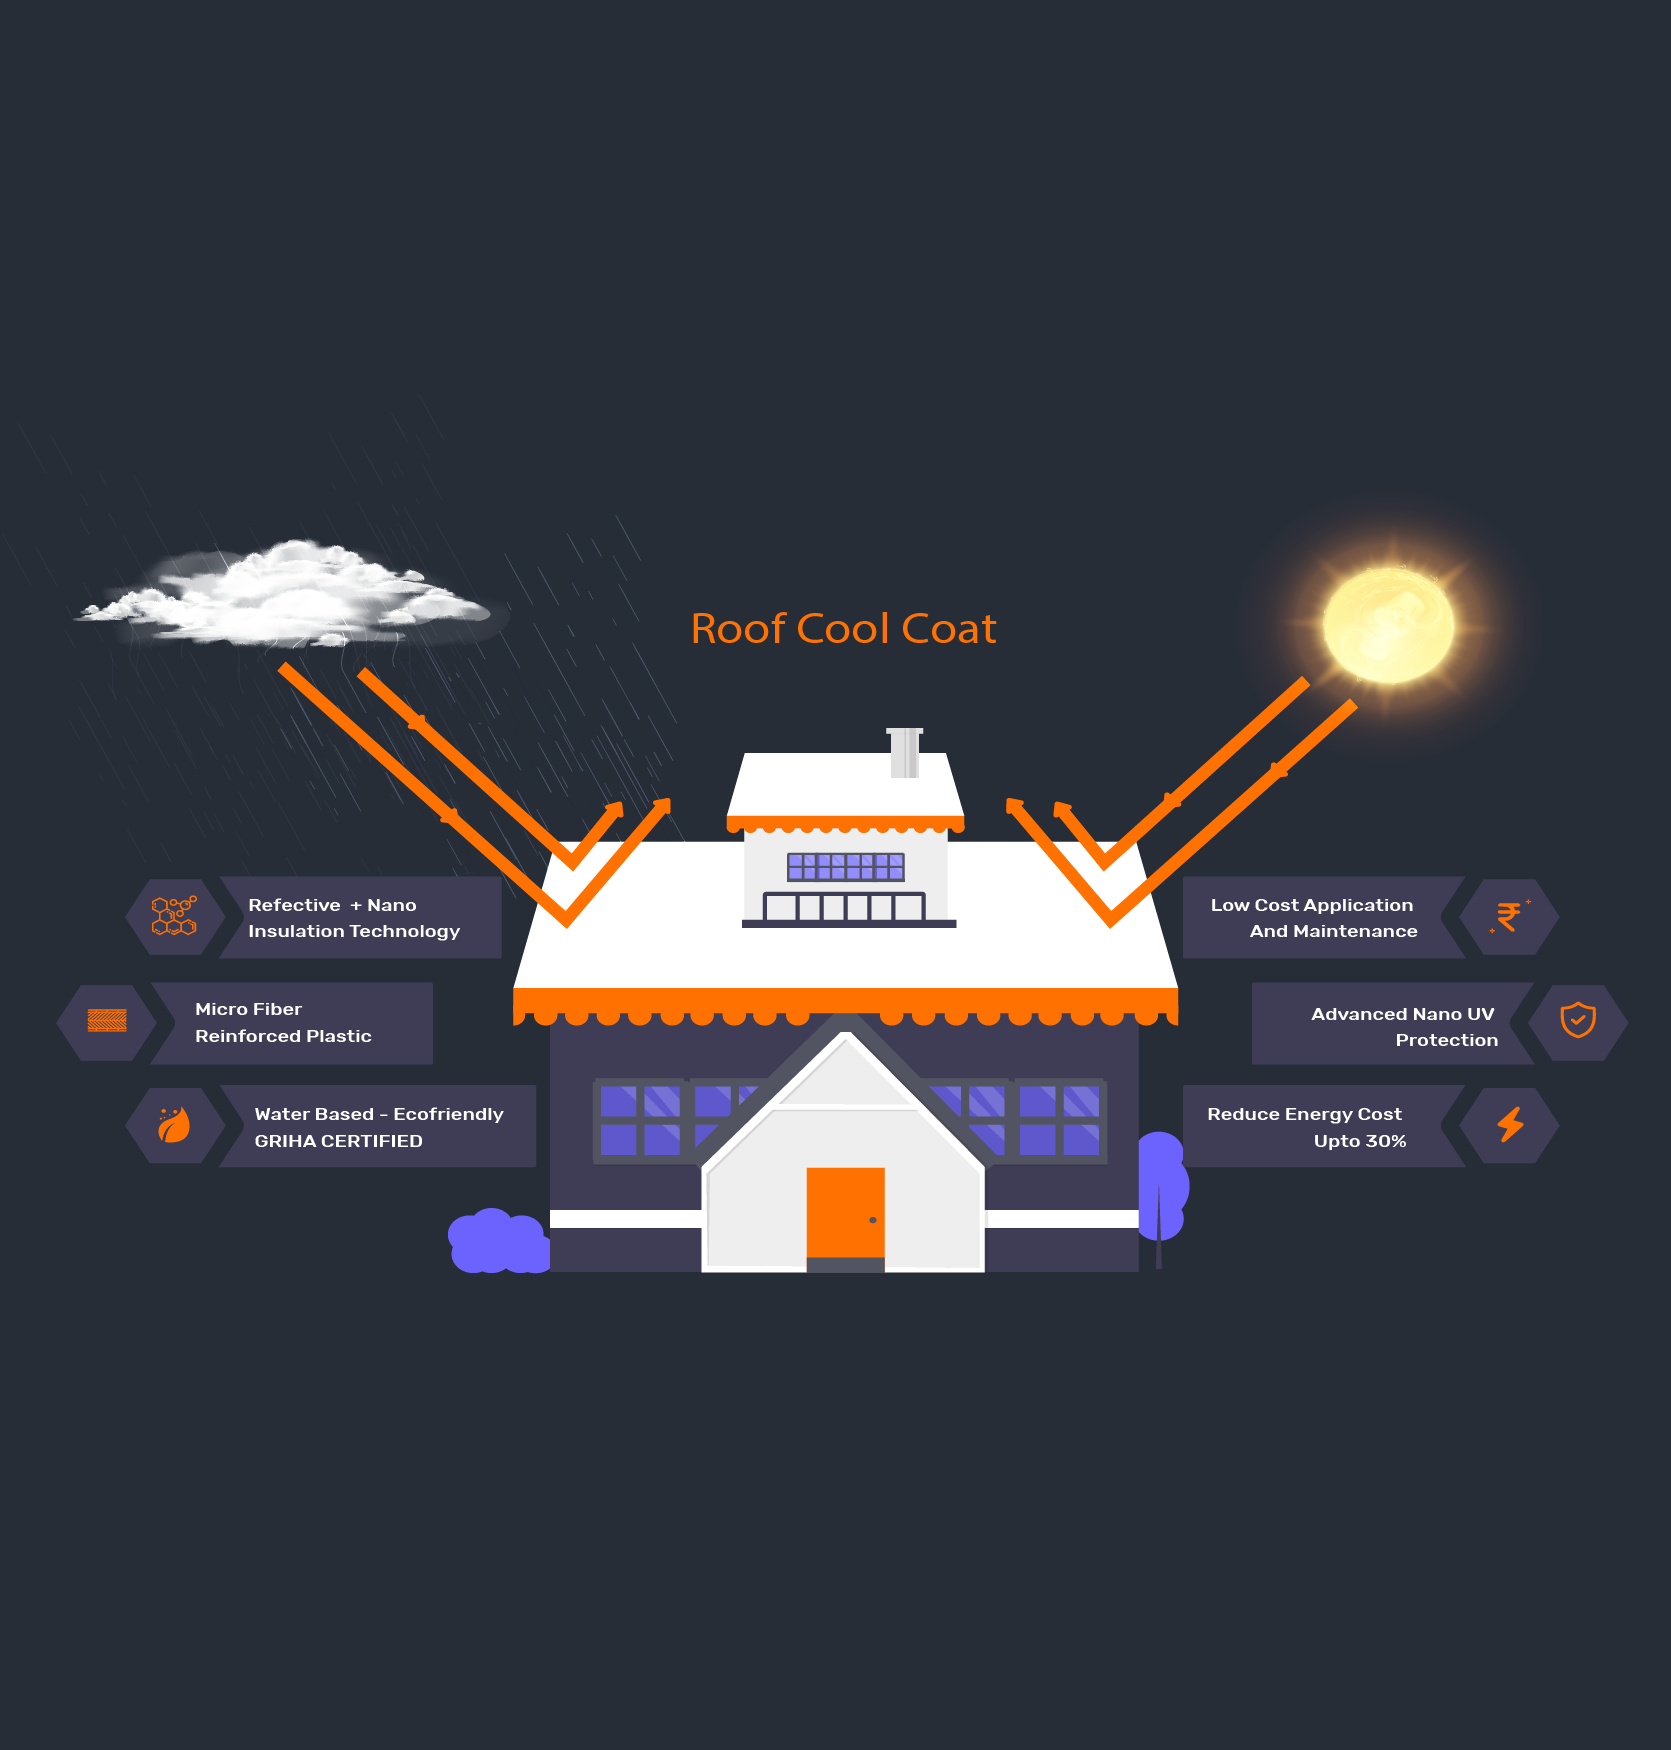 Roof Cool Coat
Refective + Nano
Insulation Technology
Micro Fiber
Reinforced Plastic
Water Based - Ecofriendly
GRIHA CERTIFIED
Low Cost Application
And Maintenance
Advanced Nano UV
Protection
Reduce Energy Cost
Upto 30%